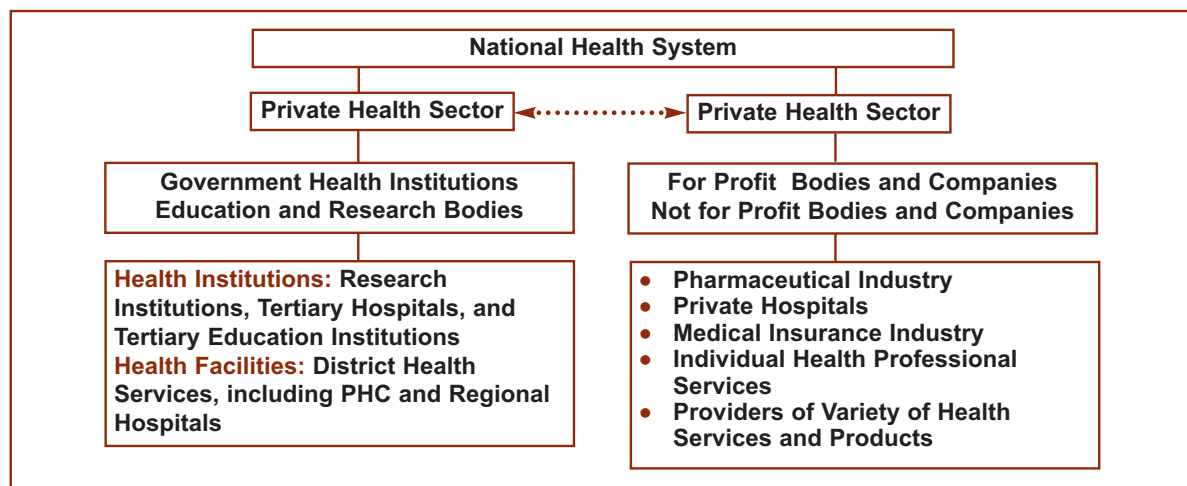 National Health System
Private Health Sector
Private Health Sector
Government Health Institutions
Education and Research Bodies
For Profit Bodies and Companies
Not for Profit Bodies and Companies
Health Institutions: Research
Institutions, Tertiary Hospitals, and
Tertiary Education Institutions
Health Facilities: District Health
Services, including PHC and Regional
Hospitals
● Pharmaceutical Industry
● Private Hospitals
● Medical Insurance Industry
● Individual Health Professional
Services
● Providers of Variety of Health
Services and Products